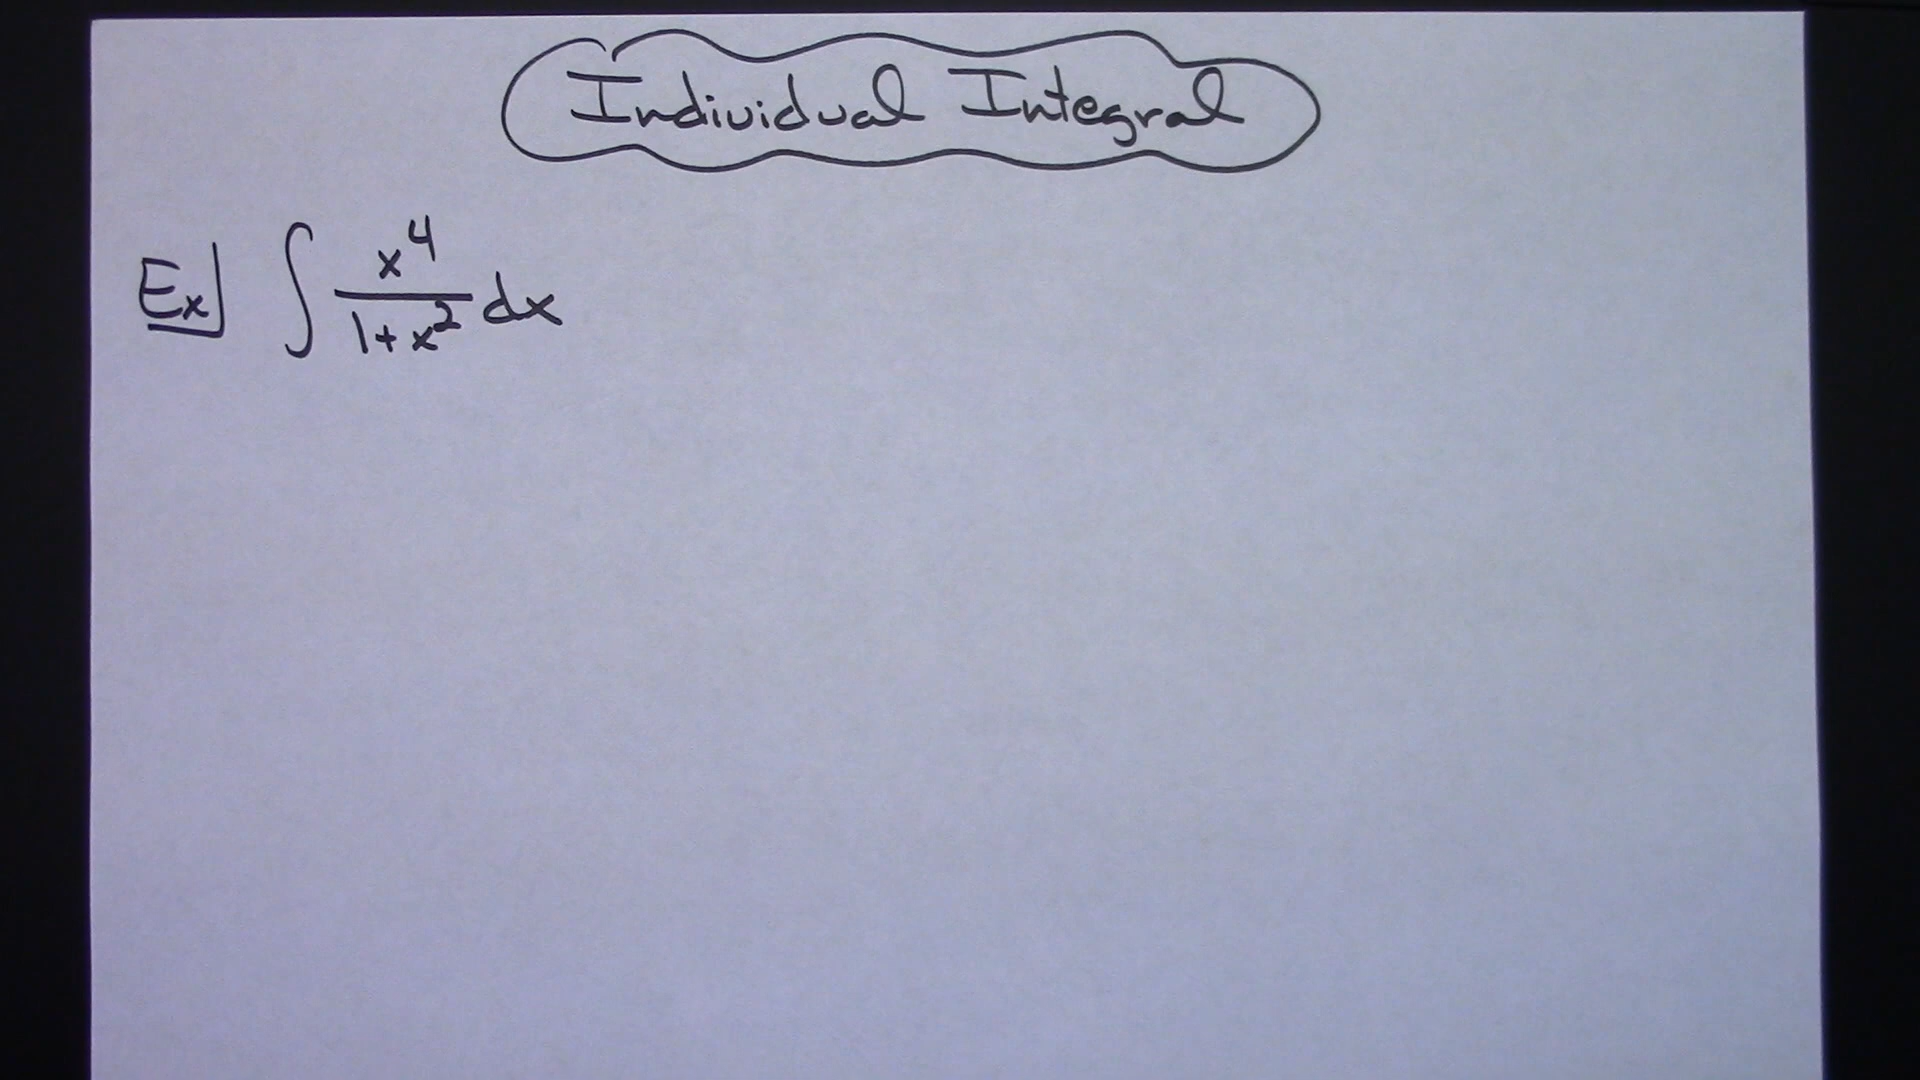 Individual Integral
Ex] ∫ x⁴/(1+x²) dx